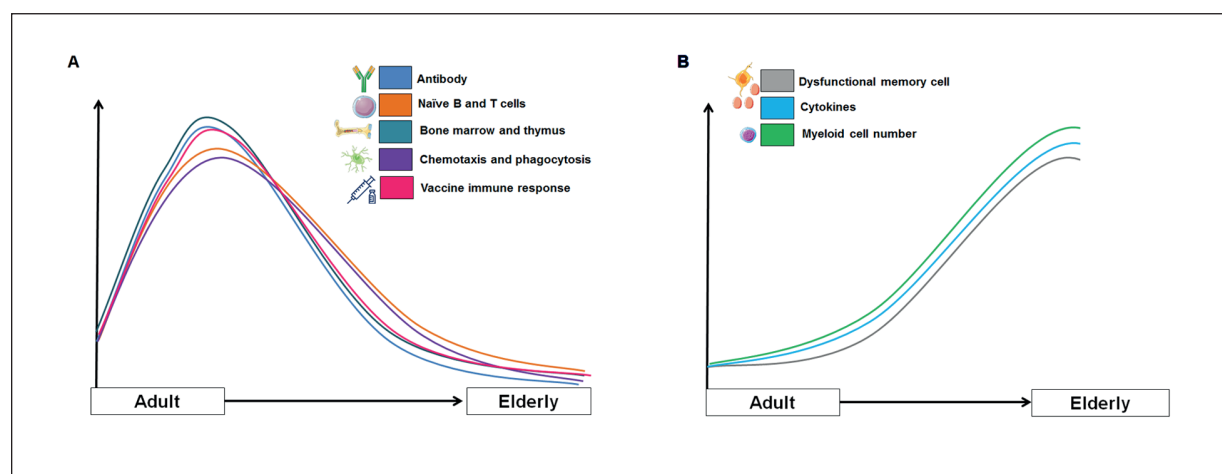 A
Antibody
Naïve B and T cells
Bone marrow and thymus
Chemotaxis and phagocytosis
Vaccine immune response
Adult
Elderly
B
Dysfunctional memory cell
Cytokines
Myeloid cell number
Adult
Elderly